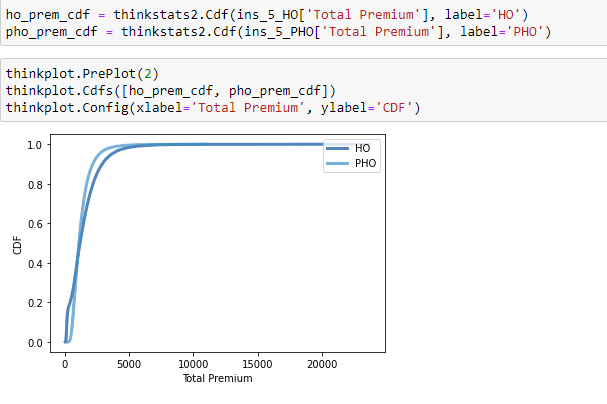 ho_prem_cdf = thinkstats2.Cdf(ins_5_HO['Total Premium'], label='HO')
pho_prem_cdf = thinkstats2.Cdf(ins_5_PHO['Total Premium'], label='PHO')
thinkplot.PrePlot(2)
thinkplot.Cdfs([ho_prem_cdf, pho_prem_cdf])
thinkplot.Config(xlabel='Total Premium', ylabel='CDF')
1.0
HO
PHO
0.8
0.6
CDF
0.4
0.2
0.0
0 5000 10000 15000 20000
Total Premium